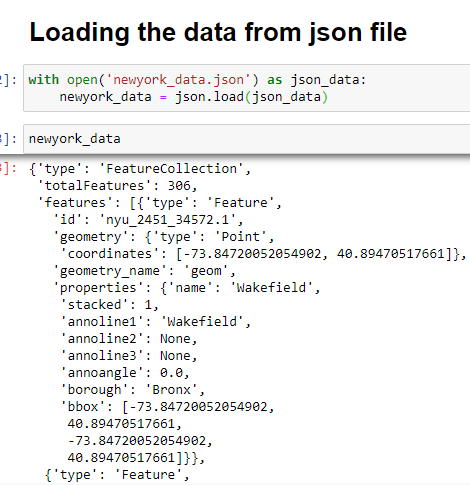 Loading the data from json file
]: with open('newyork_data.json') as json_data:
newyork_data = json.load(json_data)
]: newyork_data
]: {'type': 'FeatureCollection',
'totalFeatures': 306,
'features': [{'type': 'Feature',
'id': 'nyu_2451_34572.1',
'geometry': {'type': 'Point',
'coordinates': [-73.84720052054902, 40.89470517661]},
'geometry_name': 'geom',
'properties': {'name': 'Wakefield',
'stacked': 1,
'annoline1': 'Wakefield',
'annoline2': None,
'annoline3': None,
'annoangle': 0.0,
'borough': 'Bronx',
'bbox': [-73.84720052054902,
40.89470517661,
-73.84720052054902,
40.89470517661]}},
{'type': 'Feature',